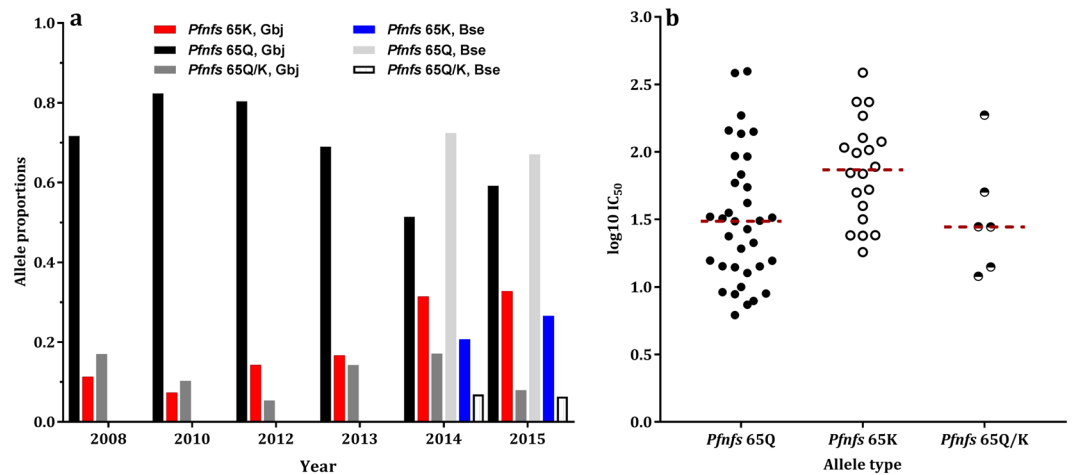 a
Pfnfs 65K, Gbj
Pfnfs 65Q, Gbj
Pfnfs 65Q/K, Gbj
Pfnfs 65K, Bse
Pfnfs 65Q, Bse
Pfnfs 65Q/K, Bse
Allele proportions
1.0
0.8
0.6
0.4
0.2
0.0
2008 2010 2012 2013 2014 2015
Year
b
log10 IC50
3.0
2.5
2.0
1.5
1.0
0.5
0.0
Pfnfs 65Q Pfnfs 65K Pfnfs 65Q/K
Allele type